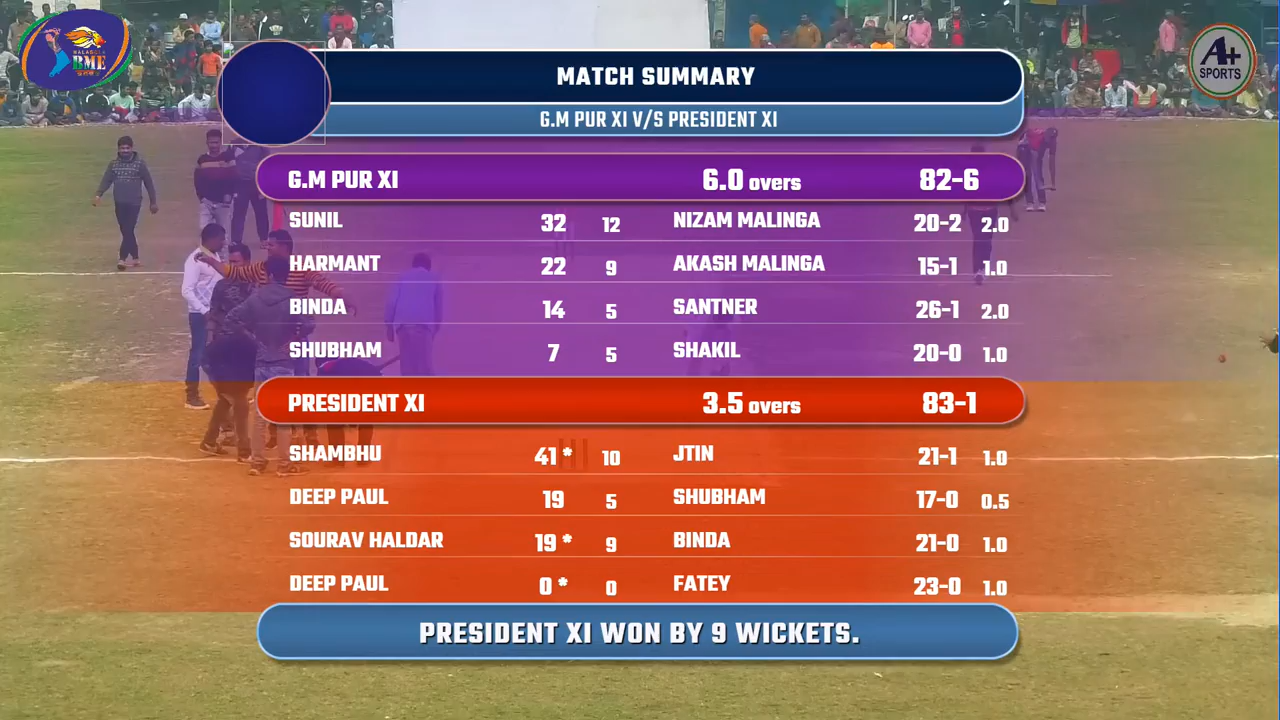 BME
A+
SPORTS
MATCH SUMMARY
G.M PUR XI V/S PRESIDENT XI
G.M PUR XI 6.0 overs 82-6
SUNIL 32 12 NIZAM MALINGA 20-2 2.0
HARMANT 22 9 AKASH MALINGA 15-1 1.0
BINDA 14 5 SANTNER 26-1 2.0
SHUBHAM 7 5 SHAKIL 20-0 1.0
PRESIDENT XI 3.5 overs 83-1
SHAMBHU 41 * 10 JTIN 21-1 1.0
DEEP PAUL 19 5 SHUBHAM 17-0 0.5
SOURAV HALDAR 19 * 9 BINDA 21-0 1.0
DEEP PAUL 0 * 0 FATEY 23-0 1.0
PRESIDENT XI WON BY 9 WICKETS.